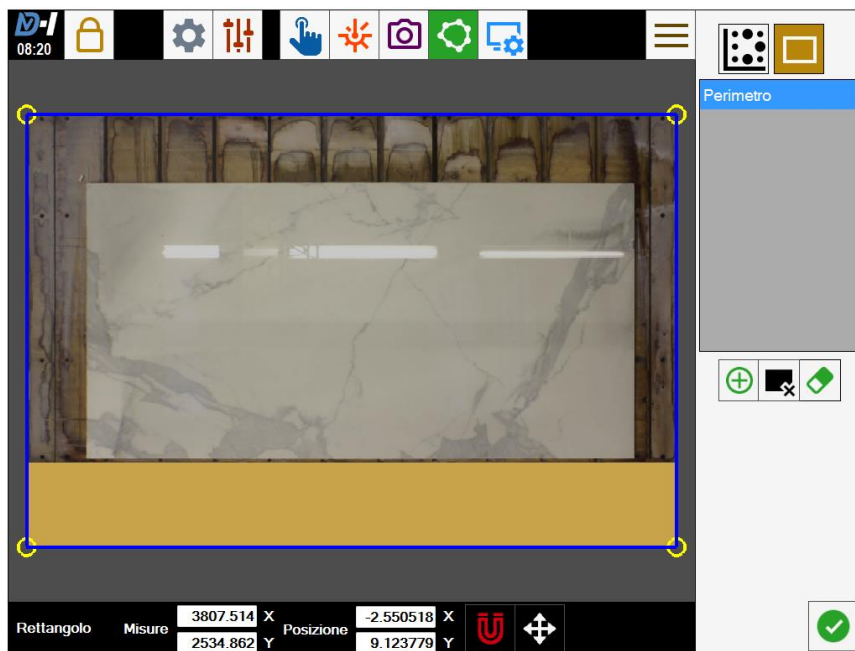 08:20
Perimetro
Rettangolo
Misure
3807.514 X
2534.862 Y
Posizione
-2.550518 X
9.123779 Y